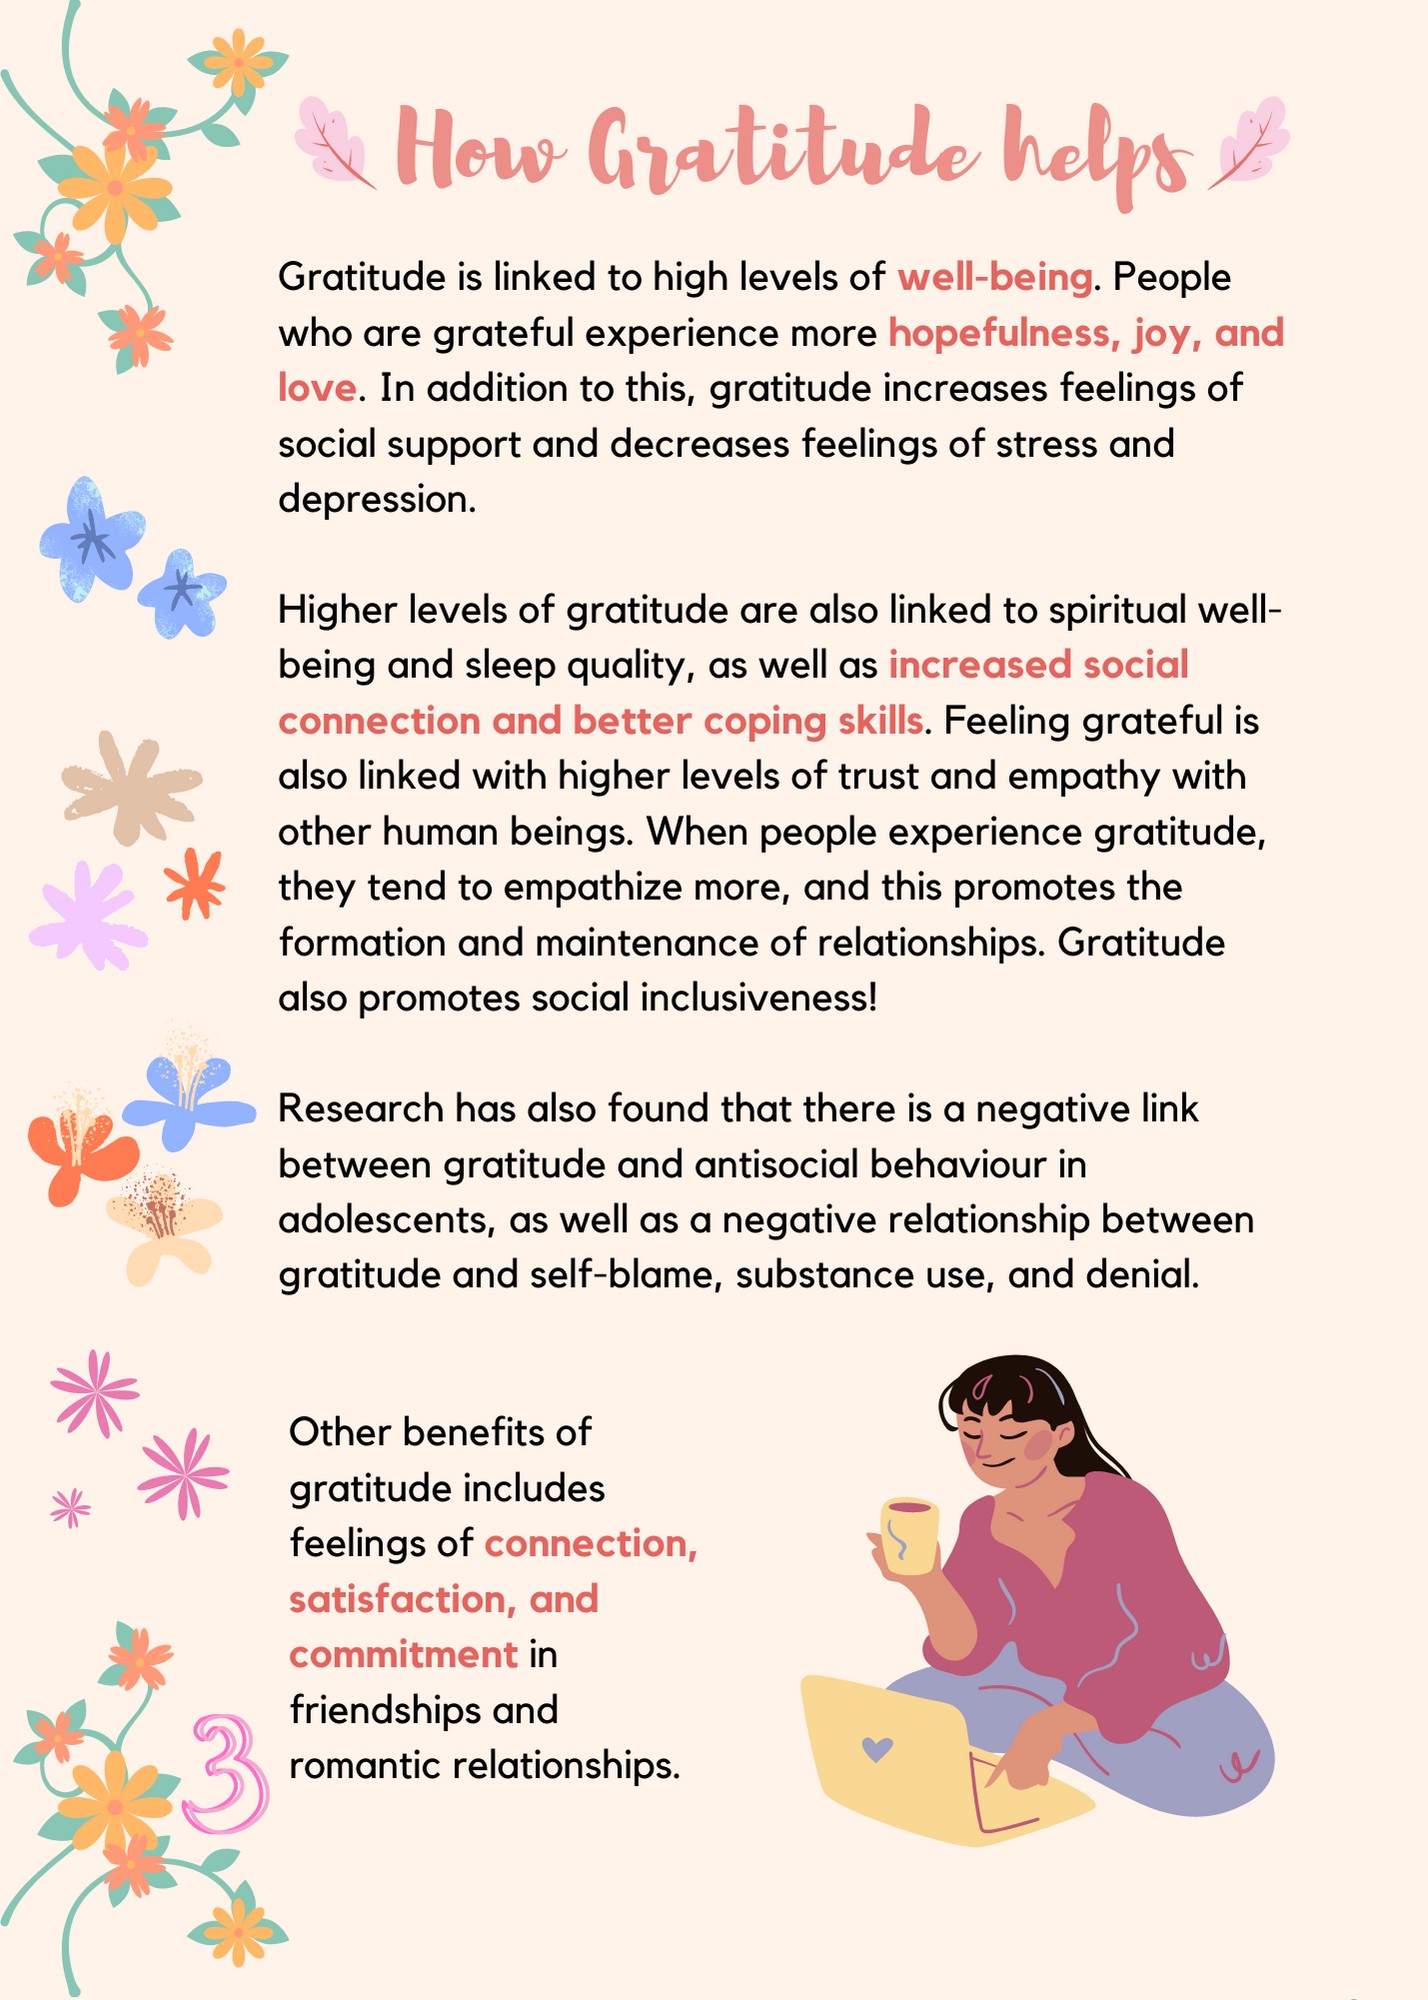 How Gratitude helps
Gratitude is linked to high levels of well-being. People
who are grateful experience more hopefulness, joy, and
love. In addition to this, gratitude increases feelings of
social support and decreases feelings of stress and
depression.
Higher levels of gratitude are also linked to spiritual well-
being and sleep quality, as well as increased social
connection and better coping skills. Feeling grateful is
also linked with higher levels of trust and empathy with
other human beings. When people experience gratitude,
they tend to empathize more, and this promotes the
formation and maintenance of relationships. Gratitude
also promotes social inclusiveness!
Research has also found that there is a negative link
between gratitude and antisocial behaviour in
adolescents, as well as a negative relationship between
gratitude and self-blame, substance use, and denial.
Other benefits of
gratitude includes
feelings of connection,
satisfaction, and
commitment in
friendships and
romantic relationships.
3